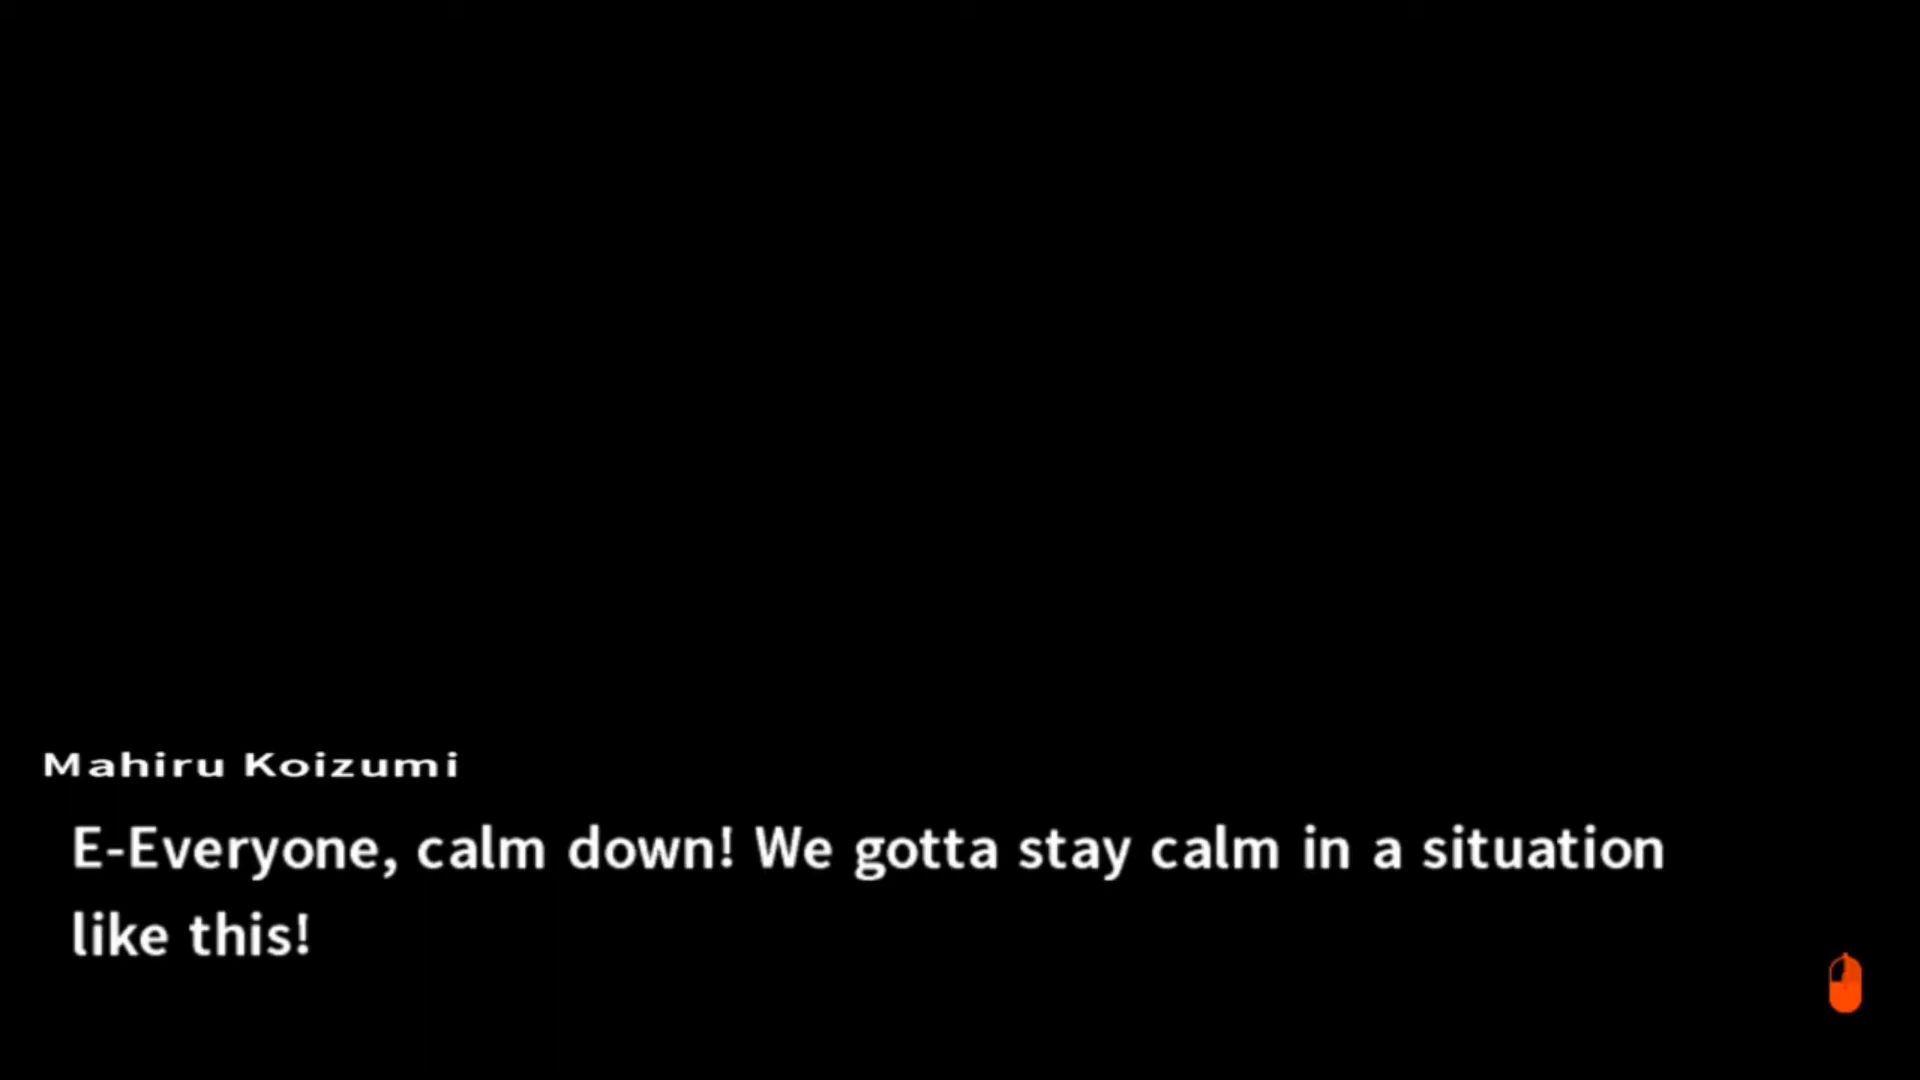 Mahiru Koizumi
E-Everyone, calm down! We gotta stay calm in a situation
like this!